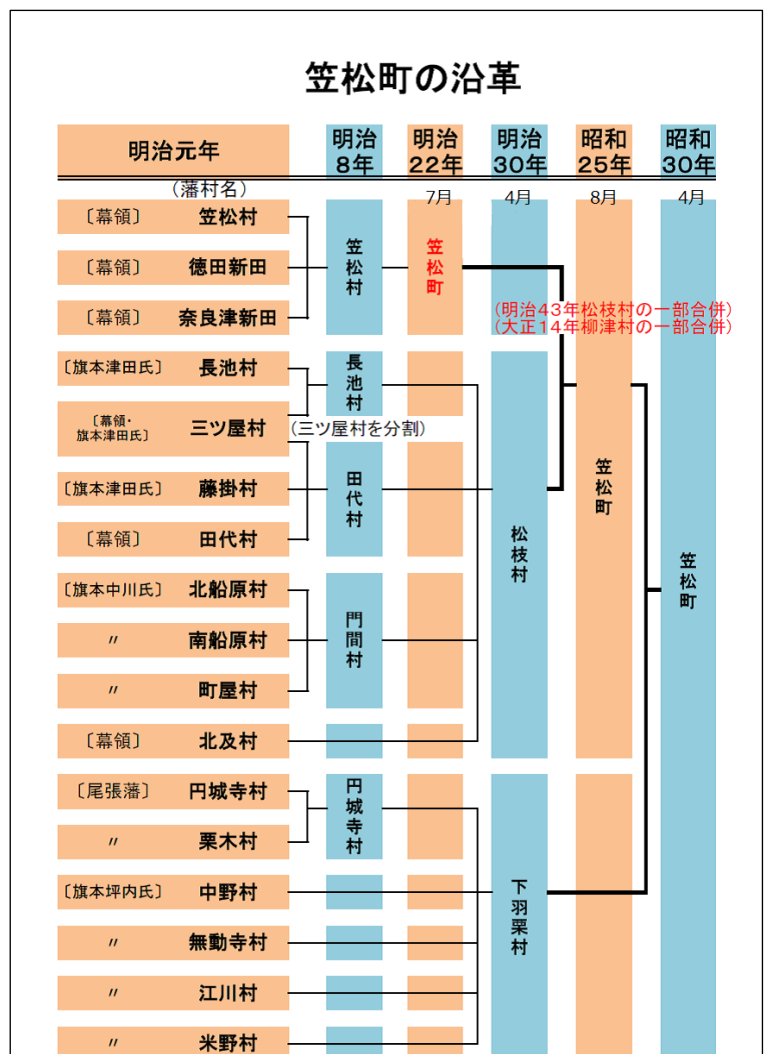 笠松町の沿革
明治元年
明治
8年
明治
22年
明治
30年
昭和
25年
昭和
30年
（藩村名）
7月
4月
8月
4月
〔幕領〕 笠松村
〔幕領〕 徳田新田
〔幕領〕 奈良津新田
笠松村
笠松町
(明治43年松枝村の一部合併)
(大正14年柳津村の一部合併)
〔旗本津田氏〕 長池村
〔幕領・
旗本津田氏〕 三ツ屋村
(三ツ屋村を分割)
〔旗本津田氏〕 藤掛村
〔幕領〕 田代村
長池村
田代村
〔旗本中川氏〕 北船原村
〃 南船原村
〃 町屋村
門間村
〔幕領〕 北及村
松枝村
笠松町
笠松町
〔尾張藩〕 円城寺村
〃 栗木村
円城寺村
〔旗本坪内氏〕 中野村
〃 無動寺村
〃 江川村
〃 米野村
下羽栗村